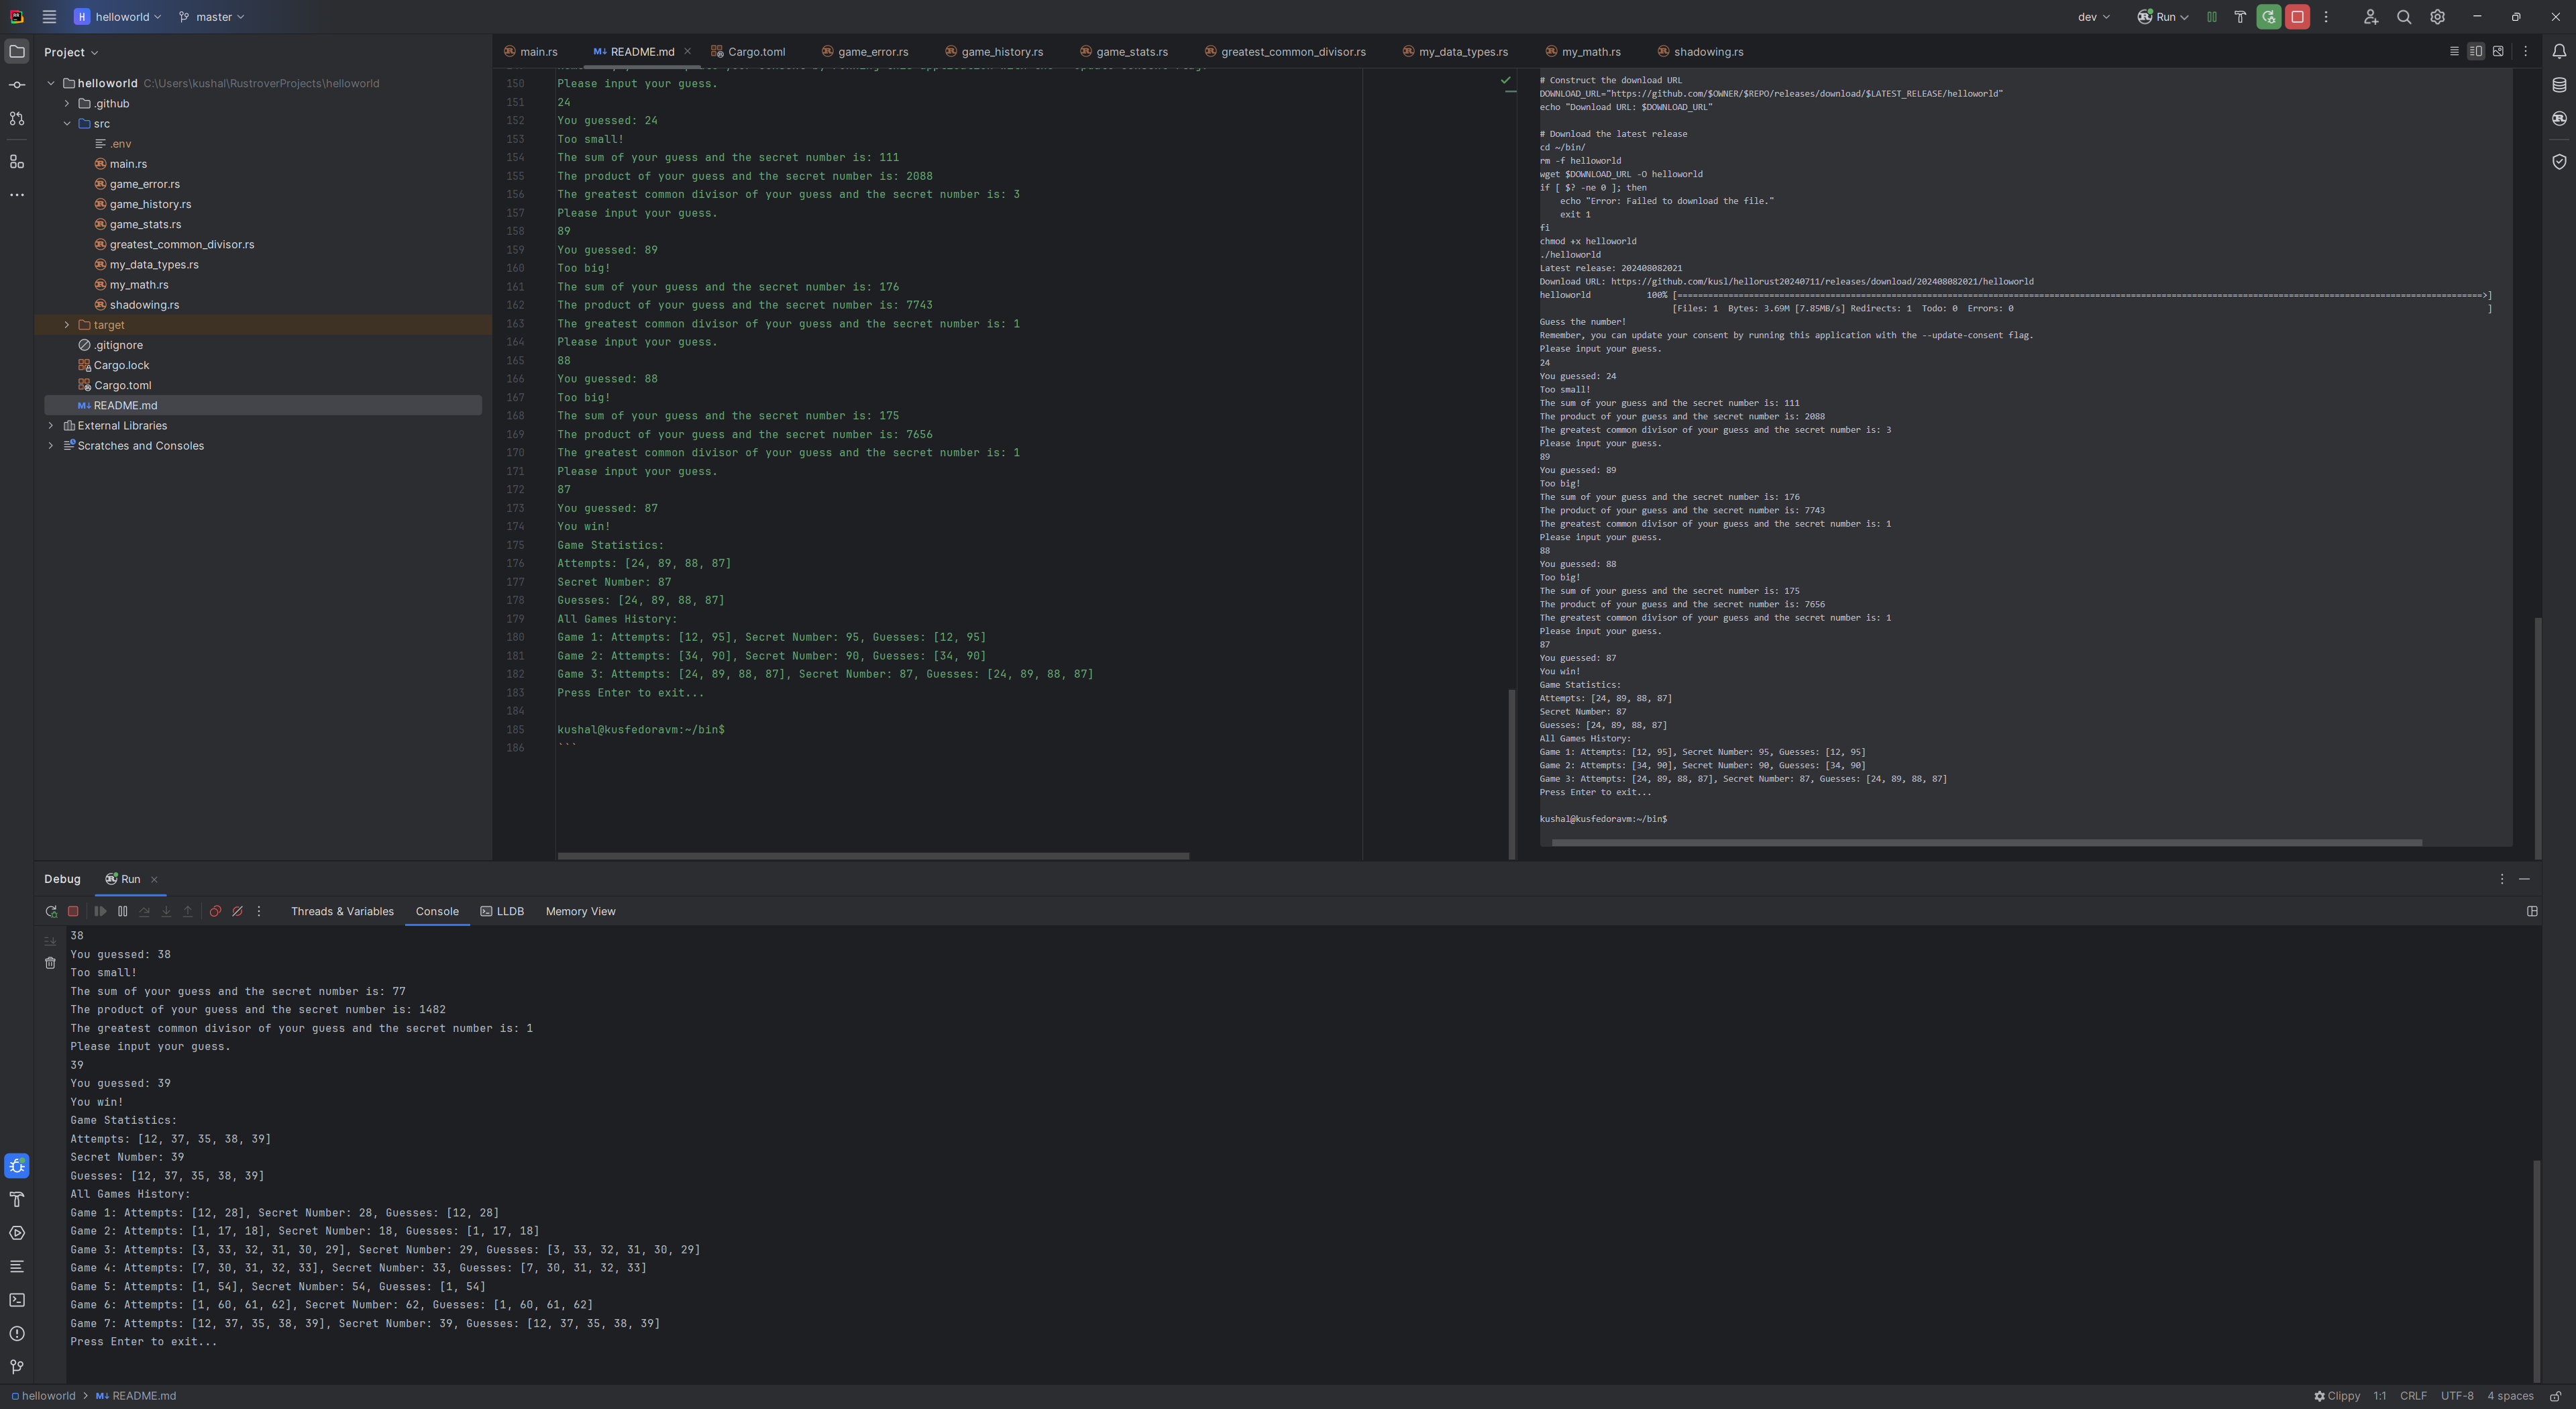 H helloworld master
dev Run
Project
main.rs README.md Cargo.toml game_error.rs game_history.rs game_stats.rs greatest_common_divisor.rs my_data_types.rs my_math.rs shadowing.rs
helloworld C:\Users\kushal\RustroverProjects\helloworld
.github
src
.env
main.rs
game_error.rs
game_history.rs
game_stats.rs
greatest_common_divisor.rs
my_data_types.rs
my_math.rs
shadowing.rs
target
.gitignore
Cargo.lock
Cargo.toml
README.md
External Libraries
Scratches and Consoles
150 Please input your guess.
151 24
152 You guessed: 24
153 Too small!
154 The sum of your guess and the secret number is: 111
155 The product of your guess and the secret number is: 2088
156 The greatest common divisor of your guess and the secret number is: 3
157 Please input your guess.
158 89
159 You guessed: 89
160 Too big!
161 The sum of your guess and the secret number is: 176
162 The product of your guess and the secret number is: 7743
163 The greatest common divisor of your guess and the secret number is: 1
164 Please input your guess.
165 88
166 You guessed: 88
167 Too big!
168 The sum of your guess and the secret number is: 175
169 The product of your guess and the secret number is: 7656
170 The greatest common divisor of your guess and the secret number is: 1
171 Please input your guess.
172 87
173 You guessed: 87
174 You win!
175 Game Statistics:
176 Attempts: [24, 89, 88, 87]
177 Secret Number: 87
178 Guesses: [24, 89, 88, 87]
179 All Games History:
180 Game 1: Attempts: [12, 95], Secret Number: 95, Guesses: [12, 95]
181 Game 2: Attempts: [34, 90], Secret Number: 90, Guesses: [34, 90]
182 Game 3: Attempts: [24, 89, 88, 87], Secret Number: 87, Guesses: [24, 89, 88, 87]
183 Press Enter to exit...
184
185 kushal@kusfedoravm:~/bin$
186 ```
# Construct the download URL
DOWNLOAD_URL="https://github.com/$OWNER/$REPO/releases/download/$LATEST_RELEASE/helloworld"
echo "Download URL: $DOWNLOAD_URL"
# Download the latest release
cd ~/bin/
rm -f helloworld
wget $DOWNLOAD_URL -O helloworld
if [ $? -ne 0 ]; then
echo "Error: Failed to download the file."
exit 1
fi
chmod +x helloworld
./helloworld
Latest release: 202408082021
Download URL: https://github.com/kusl/hellorust20240711/releases/download/202408082021/helloworld
helloworld 100% [=============================================================================>]
[Files: 1 Bytes: 3.69M [7.85MB/s] Redirects: 1 Todo: 0 Errors: 0 ]
Guess the number!
Remember, you can update your consent by running this application with the --update-consent flag.
Please input your guess.
24
You guessed: 24
Too small!
The sum of your guess and the secret number is: 111
The product of your guess and the secret number is: 2088
The greatest common divisor of your guess and the secret number is: 3
Please input your guess.
89
You guessed: 89
Too big!
The sum of your guess and the secret number is: 176
The product of your guess and the secret number is: 7743
The greatest common divisor of your guess and the secret number is: 1
Please input your guess.
88
You guessed: 88
Too big!
The sum of your guess and the secret number is: 175
The product of your guess and the secret number is: 7656
The greatest common divisor of your guess and the secret number is: 1
Please input your guess.
87
You guessed: 87
You win!
Game Statistics:
Attempts: [24, 89, 88, 87]
Secret Number: 87
Guesses: [24, 89, 88, 87]
All Games History:
Game 1: Attempts: [12, 95], Secret Number: 95, Guesses: [12, 95]
Game 2: Attempts: [34, 90], Secret Number: 90, Guesses: [34, 90]
Game 3: Attempts: [24, 89, 88, 87], Secret Number: 87, Guesses: [24, 89, 88, 87]
Press Enter to exit...
kushal@kusfedoravm:~/bin$
Debug Run
Threads & Variables Console LLDB Memory View
38
You guessed: 38
Too small!
The sum of your guess and the secret number is: 77
The product of your guess and the secret number is: 1482
The greatest common divisor of your guess and the secret number is: 1
Please input your guess.
39
You guessed: 39
You win!
Game Statistics:
Attempts: [12, 37, 35, 38, 39]
Secret Number: 39
Guesses: [12, 37, 35, 38, 39]
All Games History:
Game 1: Attempts: [12, 28], Secret Number: 28, Guesses: [12, 28]
Game 2: Attempts: [1, 17, 18], Secret Number: 18, Guesses: [1, 17, 18]
Game 3: Attempts: [3, 33, 32, 31, 30, 29], Secret Number: 29, Guesses: [3, 33, 32, 31, 30, 29]
Game 4: Attempts: [7, 30, 31, 32, 33], Secret Number: 33, Guesses: [7, 30, 31, 32, 33]
Game 5: Attempts: [1, 54], Secret Number: 54, Guesses: [1, 54]
Game 6: Attempts: [1, 60, 61, 62], Secret Number: 62, Guesses: [1, 60, 61, 62]
Game 7: Attempts: [12, 37, 35, 38, 39], Secret Number: 39, Guesses: [12, 37, 35, 38, 39]
Press Enter to exit...
helloworld > README.md
Clippy 1:1 CRLF UTF-8 4 spaces